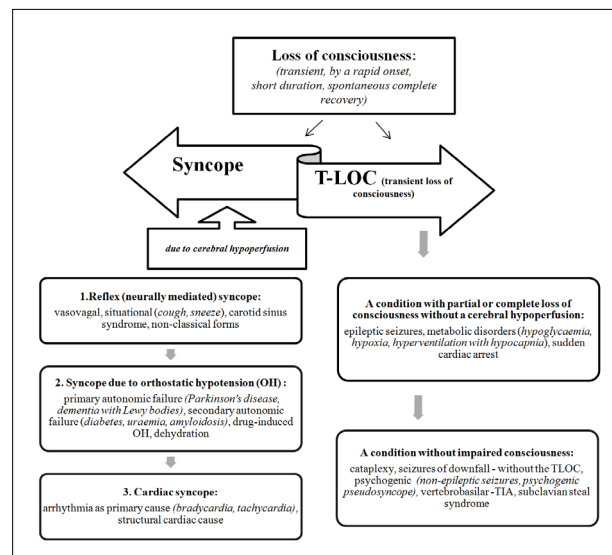 Loss of consciousness:
(transient, by a rapid onset,
short duration, spontaneous complete
recovery)
Syncope
T-LOC (transient loss of
consciousness)
due to cerebral hypoperfusion
1.Reflex (neurally mediated) syncope:
vasovagal, situational (cough, sneeze), carotid sinus
syndrome, non-classical forms
2. Syncope due to orthostatic hypotension (OH) :
primary autonomic failure (Parkinson's disease,
dementia with Lewy bodies), secondary autonomic
failure (diabetes, uraemia, amyloidosis), drug-induced
OH, dehydration
3. Cardiac syncope:
arrhythmia as primary cause (bradycardia, tachycardia),
structural cardiac cause
A condition with partial or complete loss of
consciousness without a cerebral hypoperfusion:
epileptic seizures, metabolic disorders (hypoglycaemia,
hypoxia, hyperventilation with hypocapnia), sudden
cardiac arrest
A condition without impaired consciousness:
cataplexy, seizures of downfall - without the TLOC,
psychogenic (non-epileptic seizures, psychogenic
pseudosyncope), vertebrobasilar -TIA, subclavian steal
syndrome